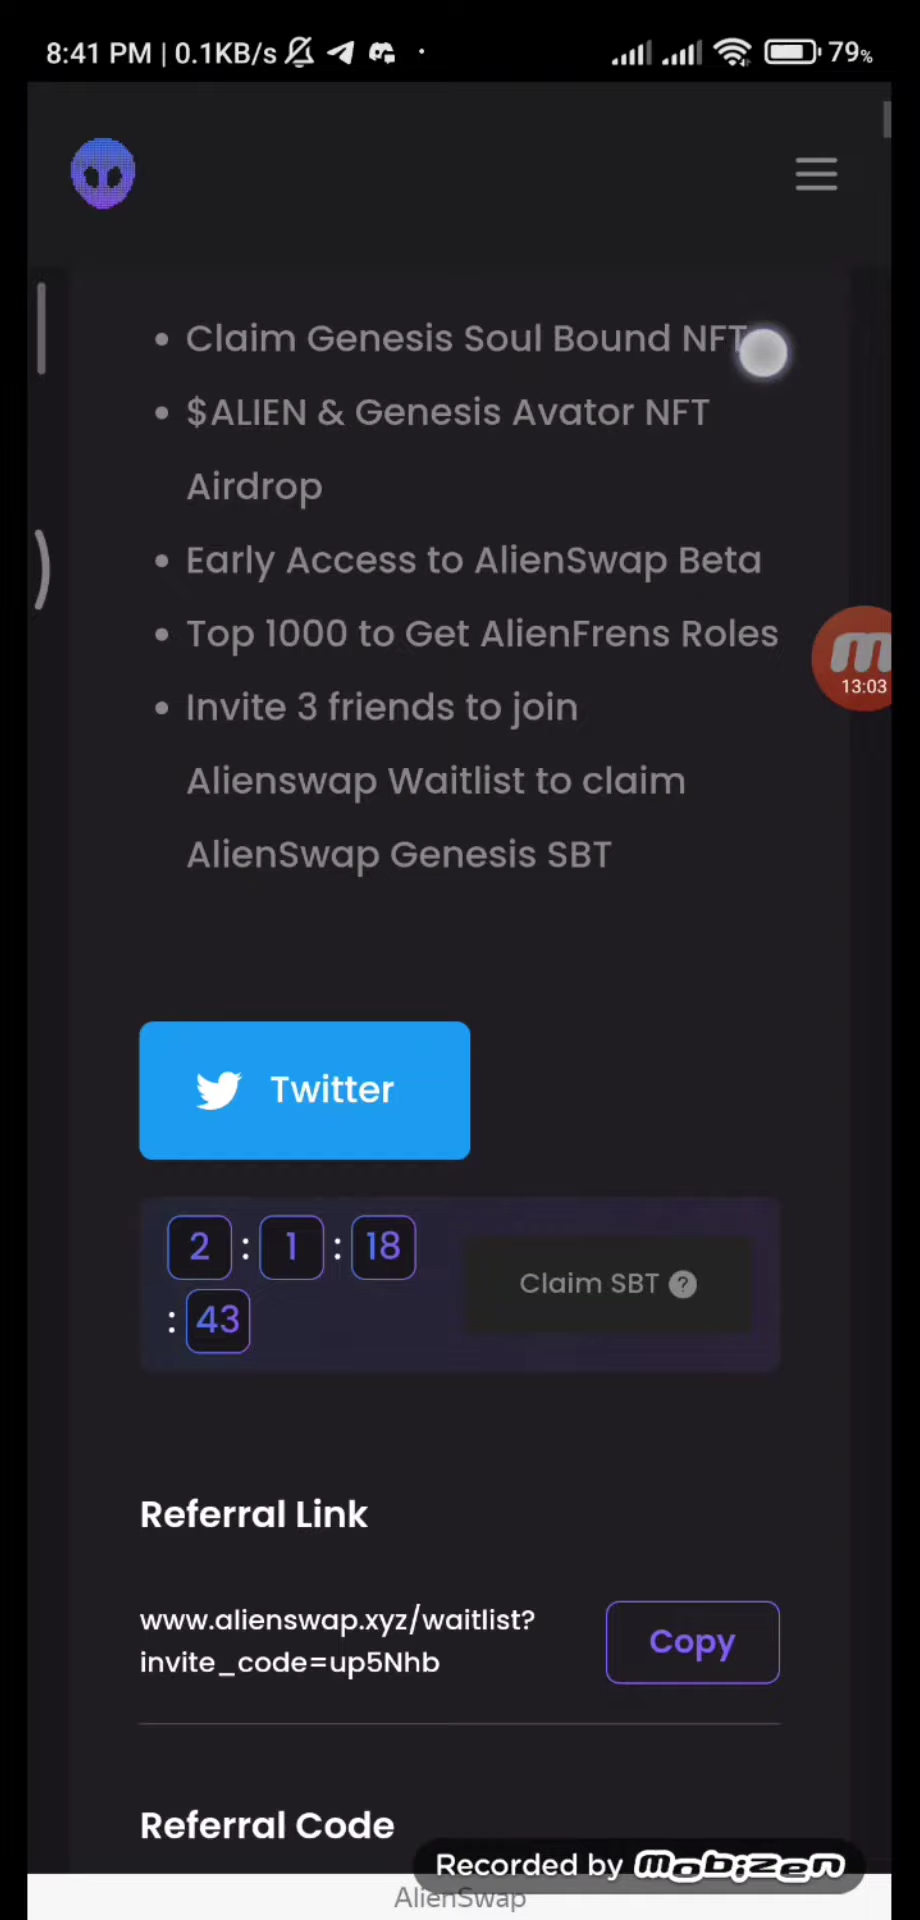 8:41 PM | 0.1KB/s 79%
Claim Genesis Soul Bound NFT
$ALIEN & Genesis Avator NFT
Airdrop
Early Access to AlienSwap Beta
Top 1000 to Get AlienFrens Roles
13:03
Invite 3 friends to join
Alienswap Waitlist to claim
AlienSwap Genesis SBT
Twitter
2 : 1 : 18
: 43
Claim SBT ?
Referral Link
www.alienswap.xyz/waitlist?
invite_code=up5Nhb
Copy
Referral Code
Recorded by mobizen
AlienSwap